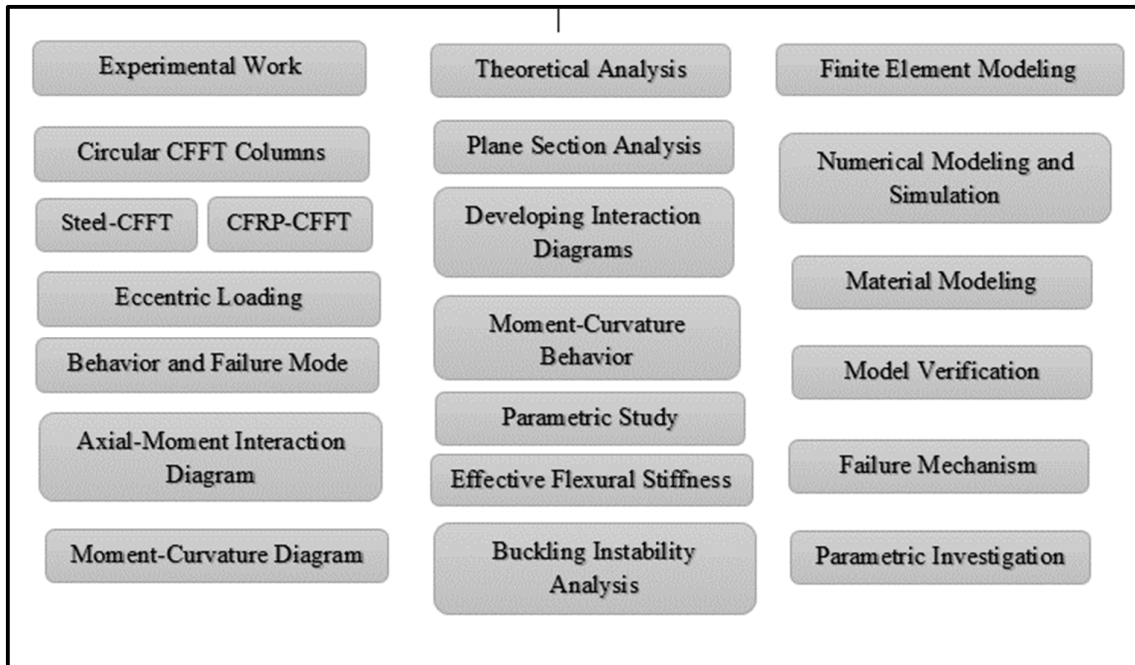 Experimental Work
Circular CFFT Columns
Steel-CFFT
CFRP-CFFT
Eccentric Loading
Behavior and Failure Mode
Axial-Moment Interaction
Diagram
Moment-Curvature Diagram
Theoretical Analysis
Plane Section Analysis
Developing Interaction
Diagrams
Moment-Curvature
Behavior
Parametric Study
Effective Flexural Stiffness
Buckling Instability
Analysis
Finite Element Modeling
Numerical Modeling and
Simulation
Material Modeling
Model Verification
Failure Mechanism
Parametric Investigation